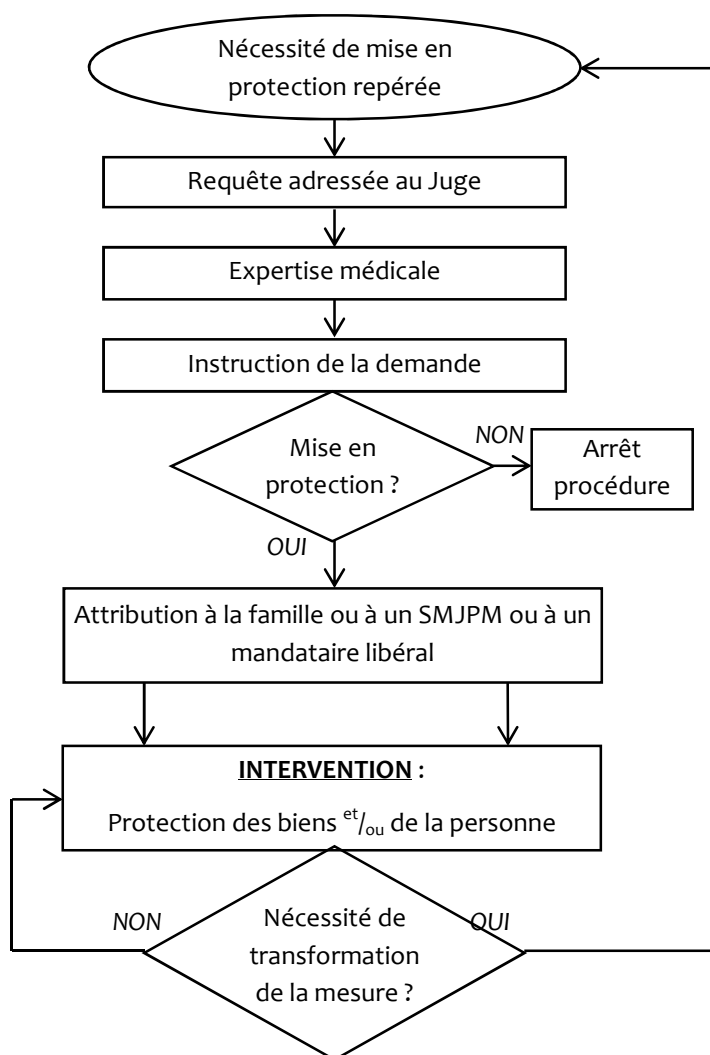 Nécessité de mise en
protection repérée
Requête adressée au Juge
Expertise médicale
Instruction de la demande
Mise en
protection ?
NON
Arrêt
procédure
OUI
Attribution à la famille ou à un SMJPM ou à un
mandataire libéral
INTERVENTION :
Protection des biens et/ou de la personne
NON
Nécessité de
transformation
de la mesure ?
OUI